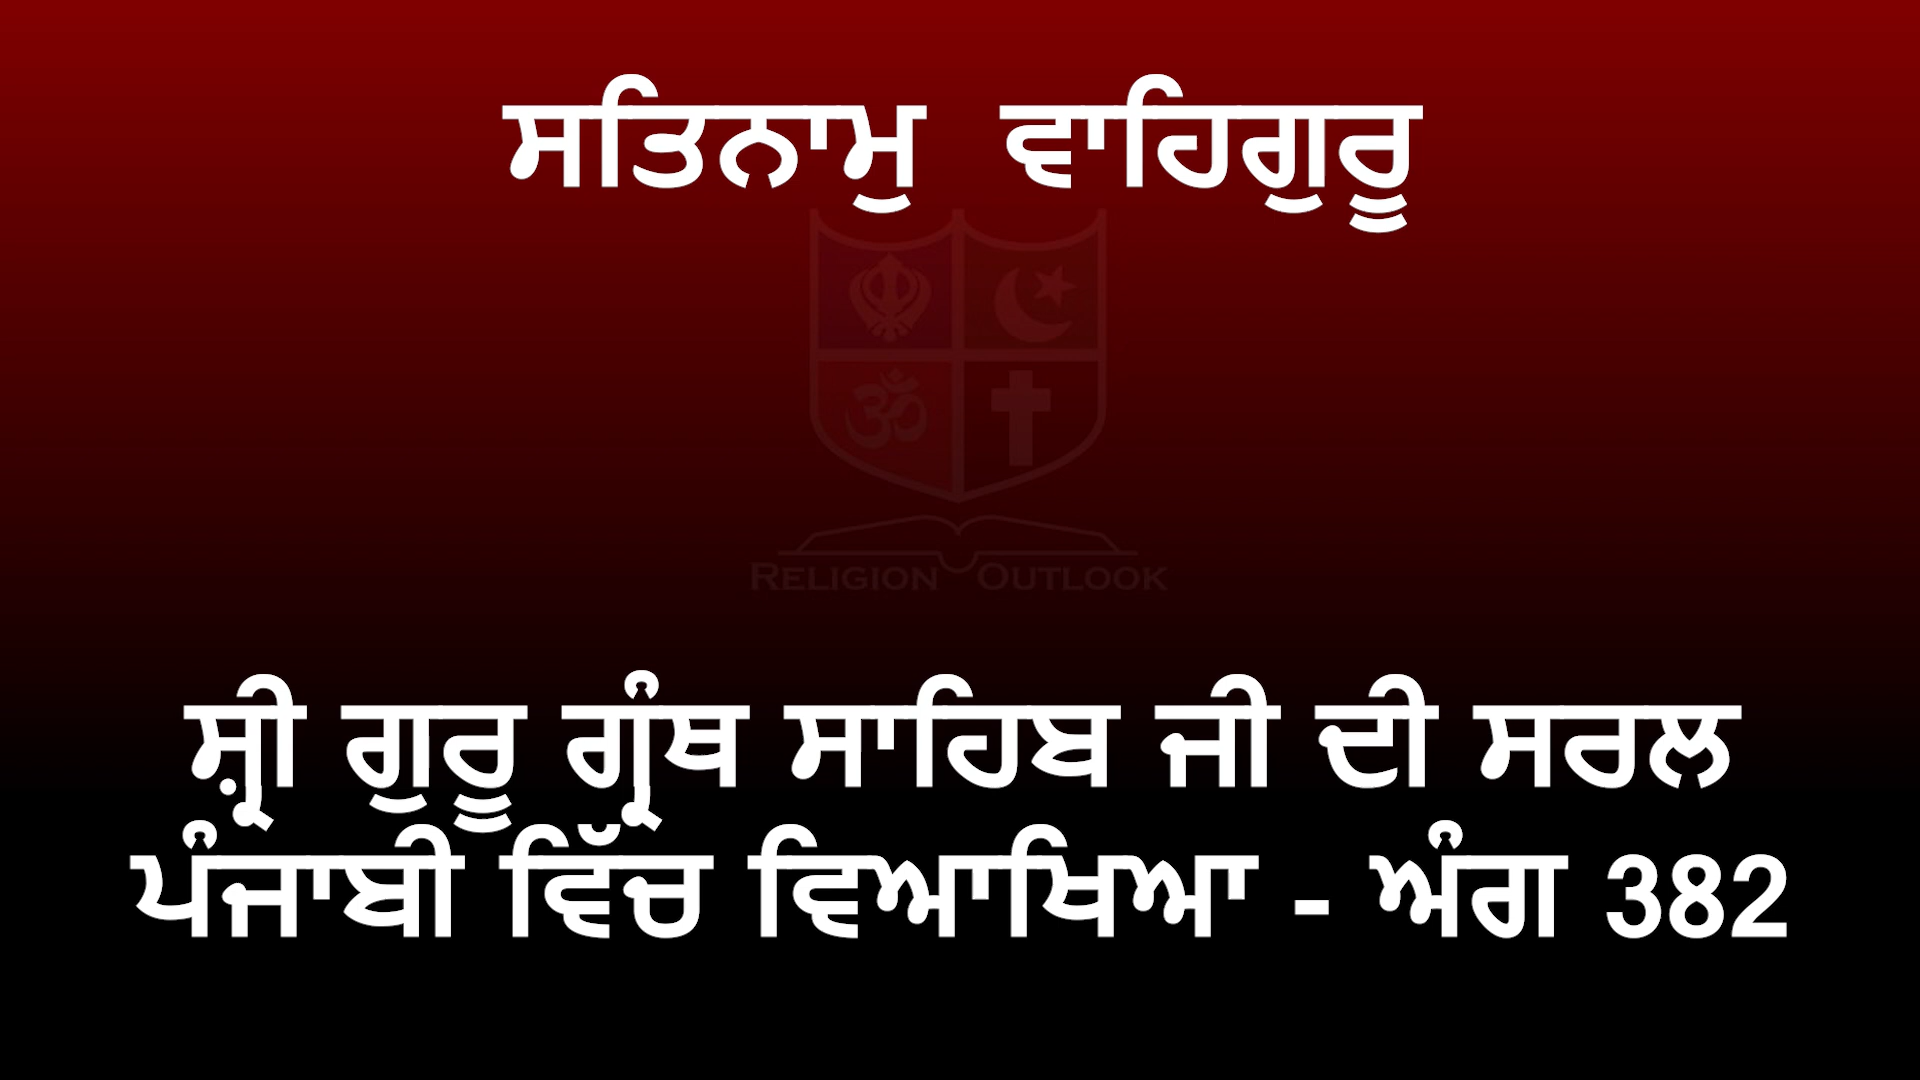 ਸਤਿਨਾਮੁ ਵਾਹਿਗੁਰੂ
RELIGION OUTLOOK
ਸ਼੍ਰੀ ਗੁਰੂ ਗ੍ਰੰਥ ਸਾਹਿਬ ਜੀ ਦੀ ਸਰਲ
ਪੰਜਾਬੀ ਵਿੱਚ ਵਿਆਖਿਆ - ਅੰਗ 382